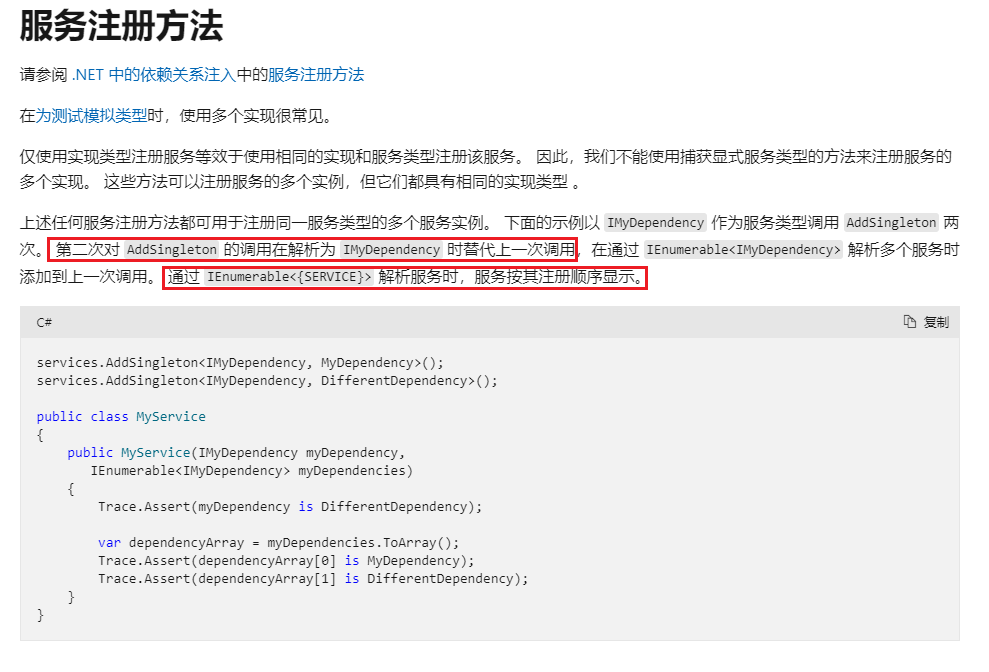 服务注册方法
请参阅 .NET 中的依赖关系注入中的服务注册方法
在为测试模拟类型时，使用多个实现很常见。
仅使用实现类型注册服务等效于使用相同的实现和服务类型注册该服务。 因此，我们不能使用捕获显式服务类型的方法来注册服务的
多个实现。 这些方法可以注册服务的多个实例，但它们都具有相同的实现类型 。
上述任何服务注册方法都可用于注册同一服务类型的多个服务实例。 下面的示例以 IMyDependency 作为服务类型调用 AddSingleton 两
次。 第二次对 AddSingleton 的调用在解析为 IMyDependency 时替代上一次调用，在通过 IEnumerable<IMyDependency> 解析多个服务时
添加到上一次调用。 通过 IEnumerable<{SERVICE}> 解析服务时，服务按其注册顺序显示。
C# 复制
services.AddSingleton<IMyDependency, MyDependency>();
services.AddSingleton<IMyDependency, DifferentDependency>();
public class MyService
{
    public MyService(IMyDependency myDependency,
       IEnumerable<IMyDependency> myDependencies)
    {
        Trace.Assert(myDependency is DifferentDependency);
        var dependencyArray = myDependencies.ToArray();
        Trace.Assert(dependencyArray[0] is MyDependency);
        Trace.Assert(dependencyArray[1] is DifferentDependency);
    }
}